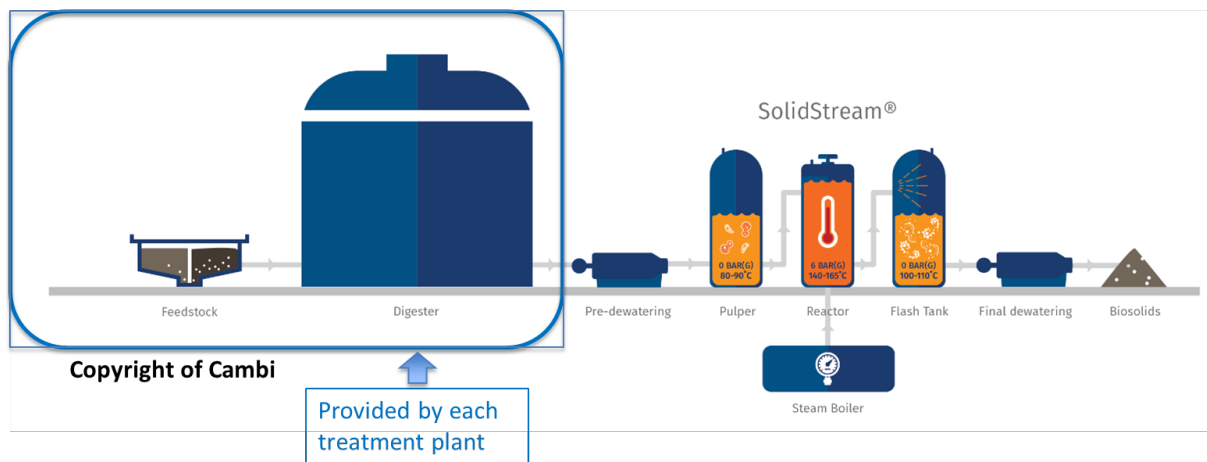 SolidStream®
0 BAR(G)
80-90°C
6 BAR(G)
140-165°C
0 BAR(G)
100-110°C
Feedstock
Digester
Pre-dewatering
Pulper
Reactor
Flash Tank
Final dewatering
Biosolids
Copyright of Cambi
Steam Boiler
Provided by each
treatment plant